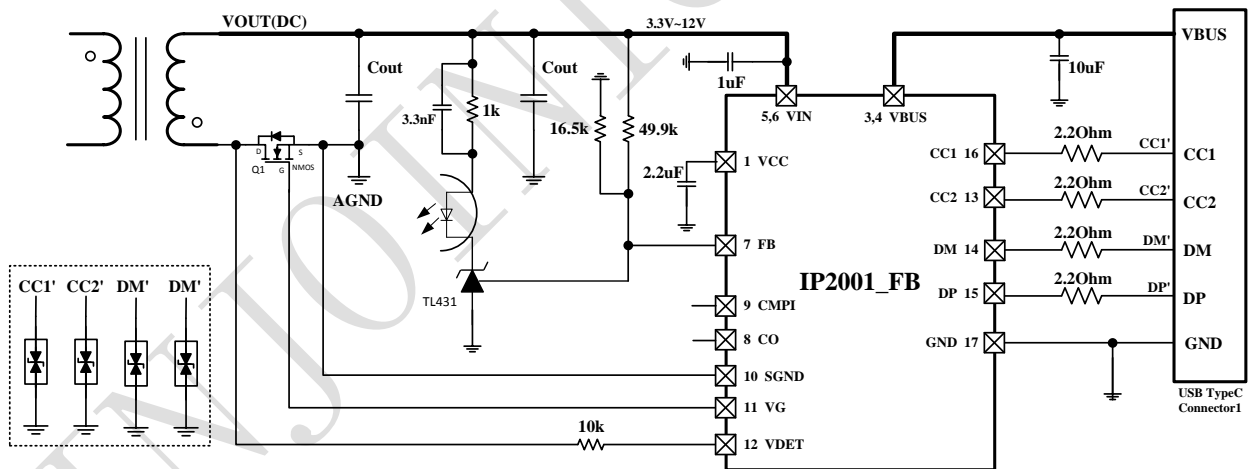 VOUT(DC)
3.3V~12V
VBUS
Cout
Cout
1uF
10uF
3.3nF
1k
16.5k
49.9k
5,6 VIN
3,4 VBUS
2.2Ohm
CC1'
CC1 16
CC1
D
S
G
NMOS
Q1
AGND
2.2uF
1 VCC
2.2Ohm
CC2'
CC2 13
CC2
2.2Ohm
DM'
DM 14
DM
7 FB
IP2001_FB
2.2Ohm
DP'
DP 15
DP
TL431
9 CMPI
8 CO
GND 17
GND
10 SGND
11 VG
10k
12 VDET
USB TypeC
Connector1
CC1' CC2' DM' DM'
INJOINIC